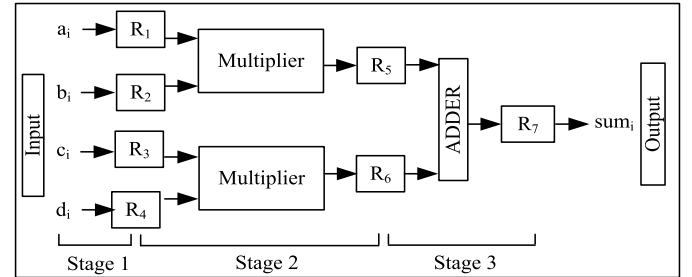 aᵢ R₁
Multiplier R₅
bᵢ R₂
Input
ADDER
R₇ sumᵢ
Output
cᵢ R₃
Multiplier R₆
dᵢ R₄
Stage 1 Stage 2 Stage 3